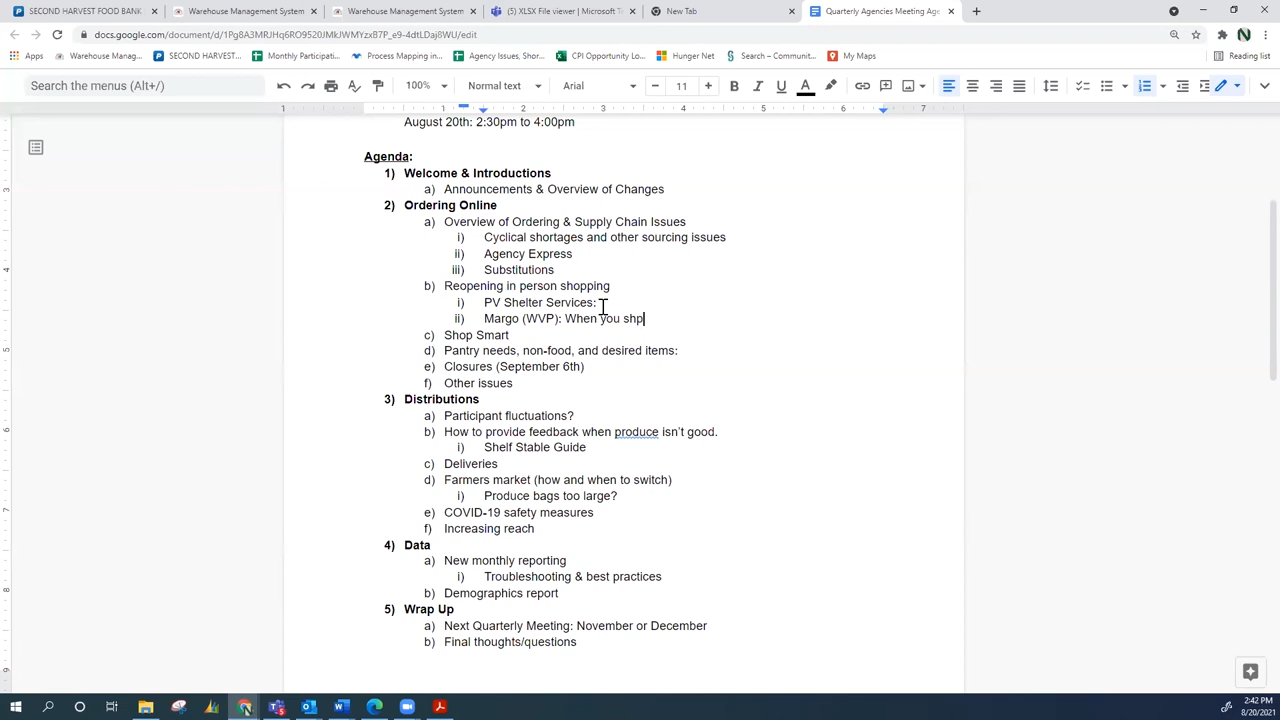 SECOND HARVEST FOOD BANK
Warehouse Management System
Warehouse Management System
(5) XLSX File viewer | Microsoft T
New Tab
Quarterly Agencies Meeting Age
docs.google.com/document/d/1Pg8A3MRJHq6RO9520JMkJWMYzxB7P_e9-4dtLDaj8WU/edit
Apps
Warehouse Manag...
SECOND HARVEST...
Monthly Participati...
Process Mapping in...
Agency Issues, Short...
CPI Opportunity Lo...
Hunger Net
Search – Communit...
My Maps
Reading list
Search the menus (Alt+/)
100%
Normal text
Arial
11
August 20th: 2:30pm to 4:00pm
Agenda:
1) Welcome & Introductions
a) Announcements & Overview of Changes
2) Ordering Online
a) Overview of Ordering & Supply Chain Issues
i) Cyclical shortages and other sourcing issues
ii) Agency Express
iii) Substitutions
b) Reopening in person shopping
i) PV Shelter Services:
ii) Margo (WVP): When you shp
c) Shop Smart
d) Pantry needs, non-food, and desired items:
e) Closures (September 6th)
f) Other issues
3) Distributions
a) Participant fluctuations?
b) How to provide feedback when produce isn't good.
i) Shelf Stable Guide
c) Deliveries
d) Farmers market (how and when to switch)
i) Produce bags too large?
e) COVID-19 safety measures
f) Increasing reach
4) Data
a) New monthly reporting
i) Troubleshooting & best practices
b) Demographics report
5) Wrap Up
a) Next Quarterly Meeting: November or December
b) Final thoughts/questions
2:42 PM
8/20/2021